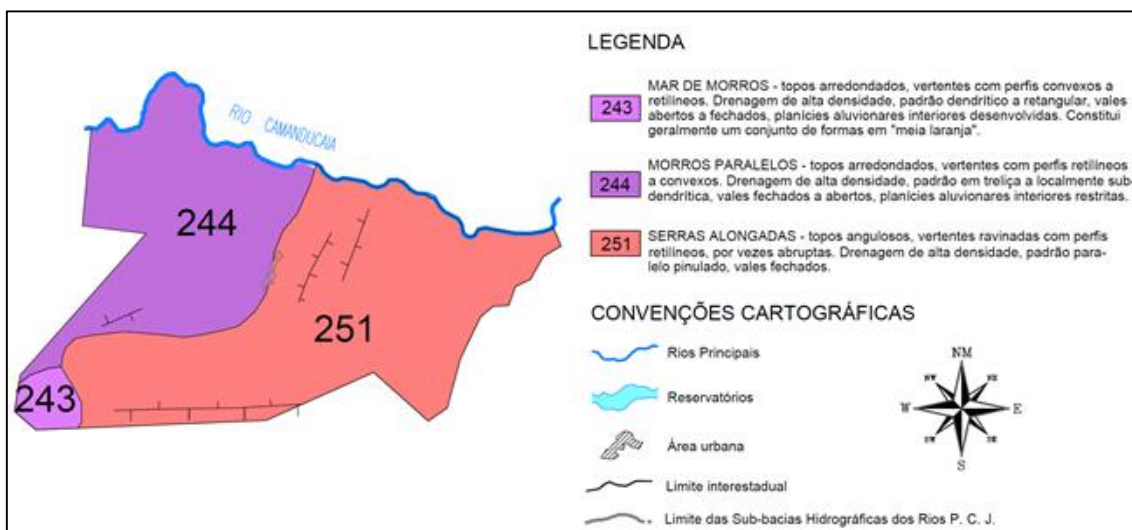 LEGENDA
243
MAR DE MORROS - topos arredondados, vertentes com perfis convexos a
retilíneos. Drenagem de alta densidade, padrão dendrítico a retangular, vales
abertos a fechados, planícies aluvionares interiores desenvolvidas. Constitui
geralmente um conjunto de formas em "meia laranja".
244
MORROS PARALELOS - topos arredondados, vertentes com perfis retilíneos
a convexos. Drenagem de alta densidade, padrão em treliça a localmente sub-
dendrítica, vales fechados a abertos, planícies aluvionares interiores restritas.
251
SERRAS ALONGADAS - topos angulosos, vertentes ravinadas com perfis
retilíneos, por vezes abruptas. Drenagem de alta densidade, padrão para-
lelo pinulado, vales fechados.
RIO CAMANDUCAIA
244
251
243
CONVENÇÕES CARTOGRÁFICAS
Rios Principais
Reservatórios
Área urbana
Limite interestadual
Limite das Sub-bacias Hidrográficas dos Rios P. C. J.
NM
NW
NE
W
E
SW
SE
S